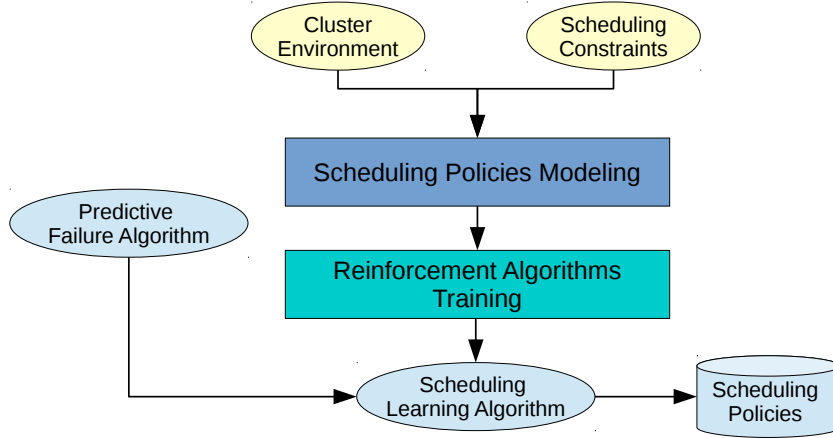 Cluster
Environment
Scheduling
Constraints
Scheduling Policies Modeling
Predictive
Failure Algorithm
Reinforcement Algorithms
Training
Scheduling
Learning Algorithm
Scheduling
Policies